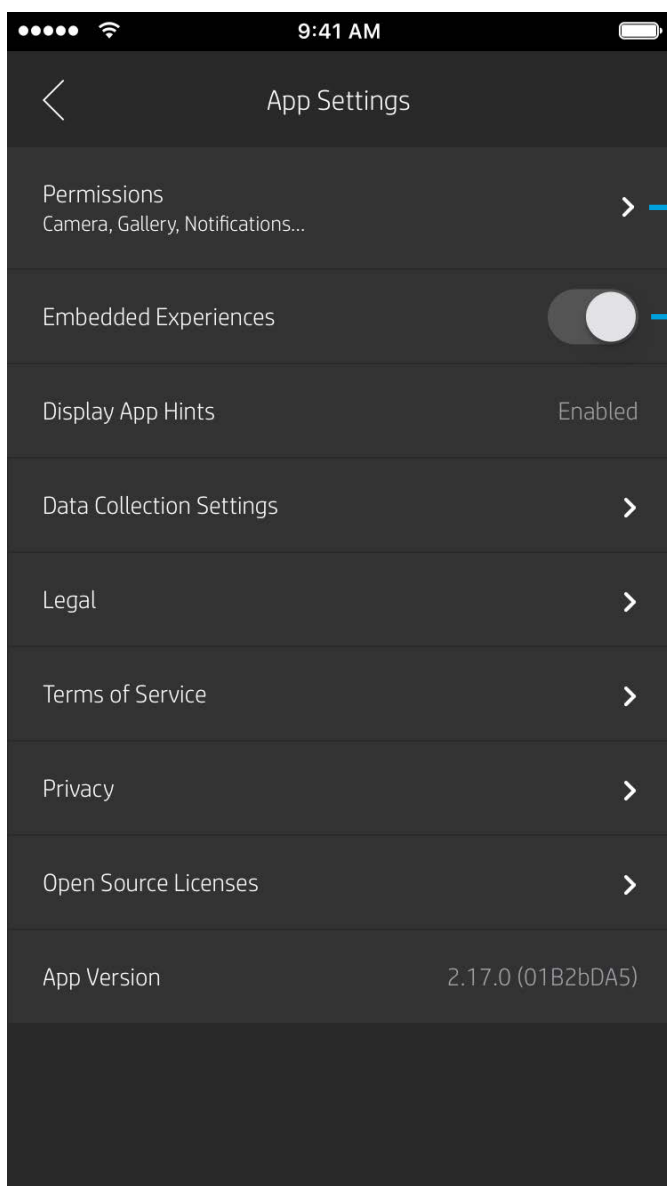 9:41 AM
App Settings
Permissions
Camera, Gallery, Notifications...
Embedded Experiences
Display App Hints Enabled
Data Collection Settings
Legal
Terms of Service
Privacy
Open Source Licenses
App Version 2.17.0 (01B2bDA5)